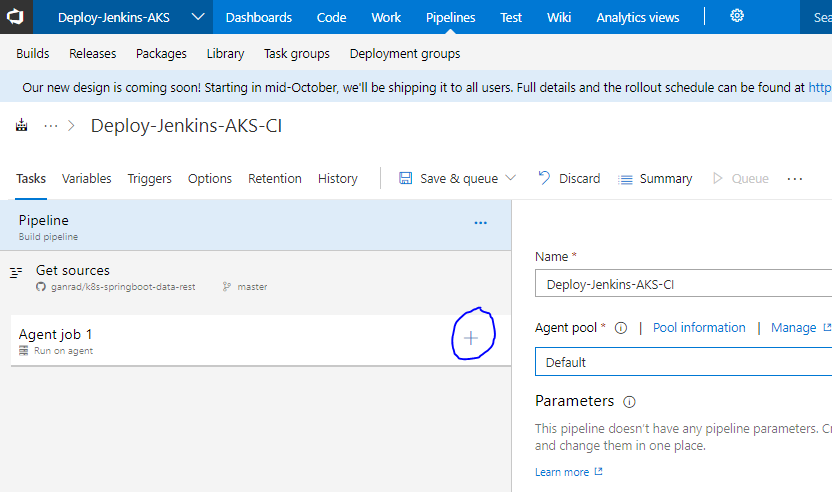 Deploy-Jenkins-AKS Dashboards Code Work Pipelines Test Wiki Analytics views Sea
Builds Releases Packages Library Task groups Deployment groups
Our new design is coming soon! Starting in mid-October, we'll be shipping it to all users. Full details and the rollout schedule can be found at http
... > Deploy-Jenkins-AKS-CI
Tasks Variables Triggers Options Retention History Save & queue Discard Summary Queue ...
Pipeline ...
Build pipeline
Get sources
ganrad/k8s-springboot-data-rest master
Agent job 1
Run on agent
Name *
Deploy-Jenkins-AKS-CI
Agent pool * | Pool information | Manage
Default
Parameters
This pipeline doesn't have any pipeline parameters. Cr
and change them in one place.
Learn more